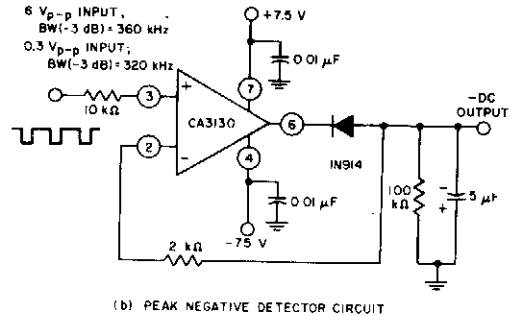 6 Vp-p INPUT,
BW(-3 dB) = 360 kHz
0.3 Vp-p INPUT;
BW(-3 dB) = 320 kHz
+7.5 V
0.01 µF
10 kΩ
3
+
7
CA3130
6
2
-
4
1N914
-DC
OUTPUT
0.01 µF
-7.5 V
100
kΩ
-
+
5 µF
2 kΩ
(b) PEAK NEGATIVE DETECTOR CIRCUIT